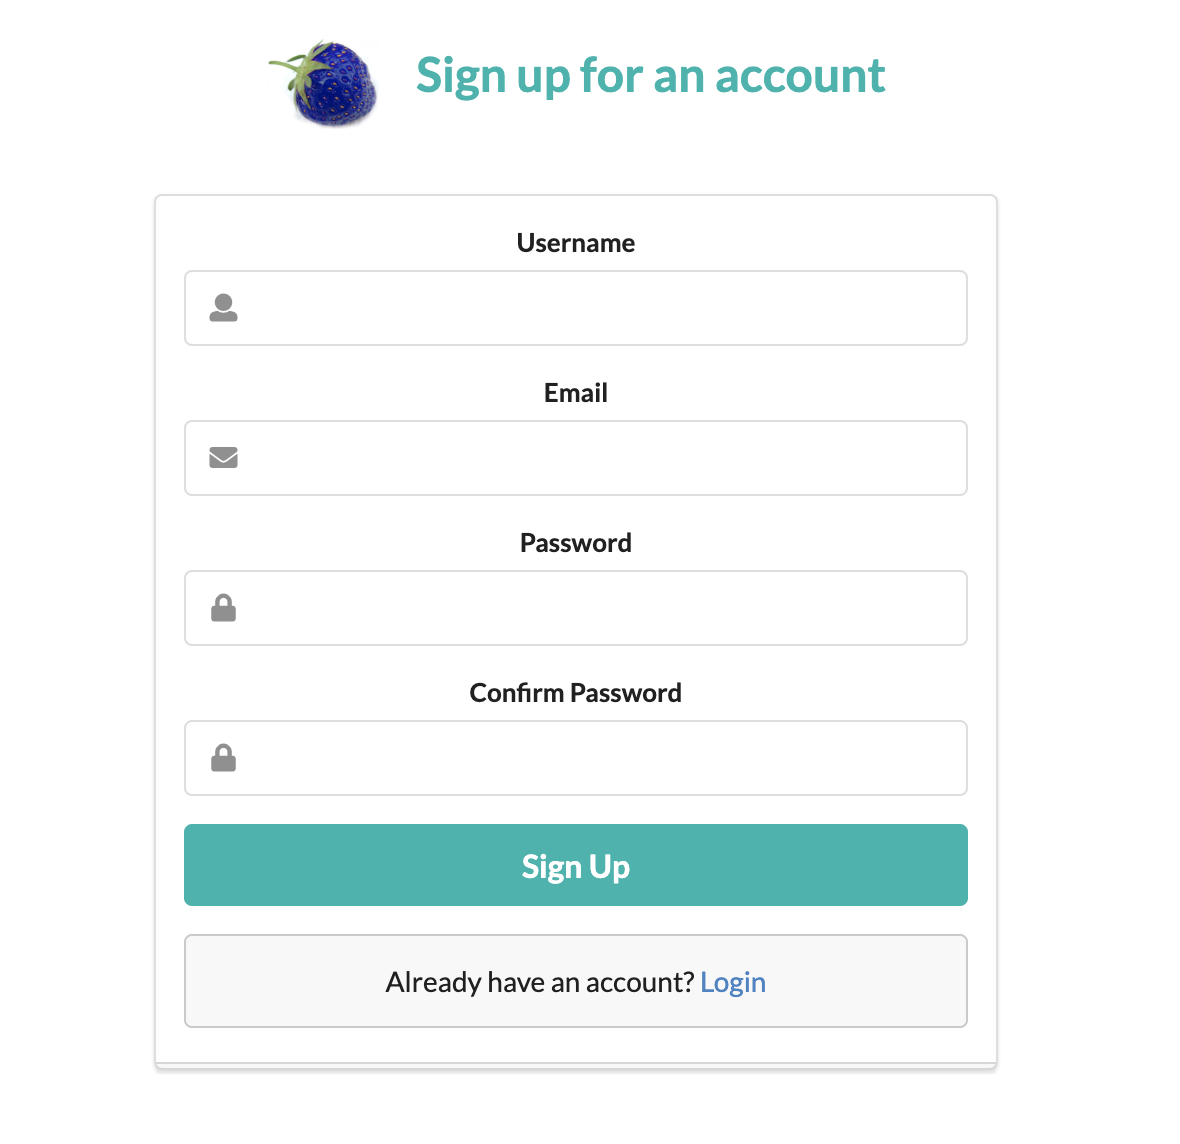 Sign up for an account
Username
Email
Password
Confirm Password
Sign Up
Already have an account? Login